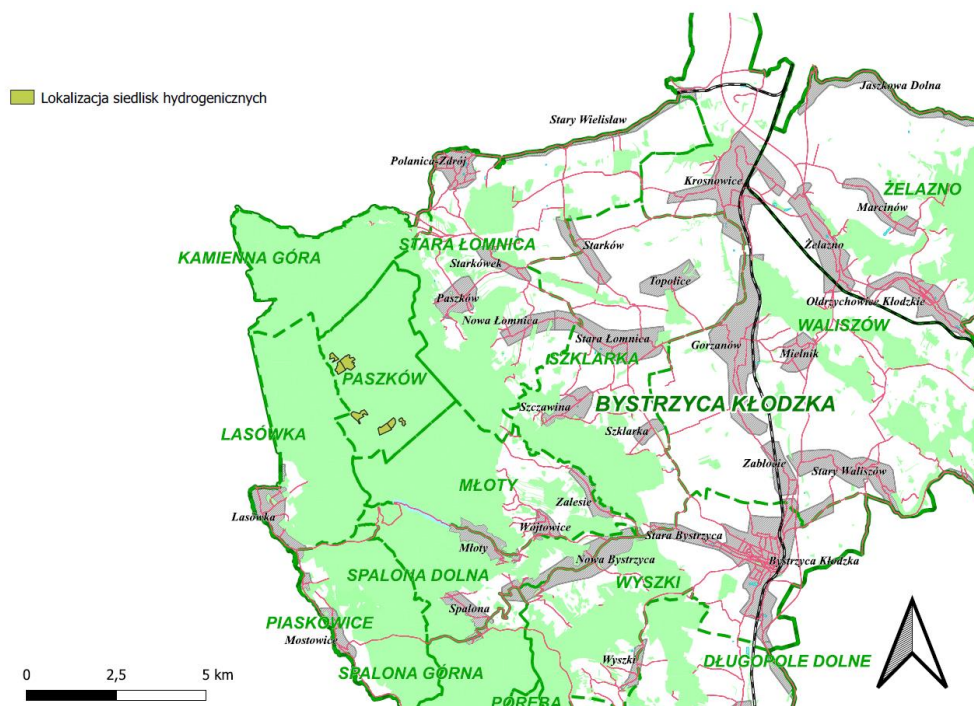 Jaszkowa Dolna
Lokalizacja siedlisk hydrogenicznych
Stary Wielisław
Polanica-Zdrój
Krosnowice
ŻELAZNO
Marcinów
KAMIENNA GÓRA
STARA ŁOMNICA
Starków
Żelazno
Starkówek
Topolice
Paszków
Ołdrzychowice Kłodzkie
Nowa Łomnica
WALISZÓW
Stara Łomnica
Gorzanów
Mielnik
SZKLARKA
PASZKÓW
Szczawina
BYSTRZYCA KŁODZKA
LASÓWKA
Szklarka
Zabłocie
Stary Waliszów
MŁOTY
Zalesie
Lasówka
Wójtowice
Stara Bystrzyca
Młoty
Nowa Bystrzyca
Bystrzyca Kłodzka
SPALONA DOLNA
WYSZKI
Spalona
PIASKOWICE
Mostowice
Wyszki
DŁUGOPOLE DOLNE
SPALONA GÓRNA
0 2,5 5 km
PORĘBA